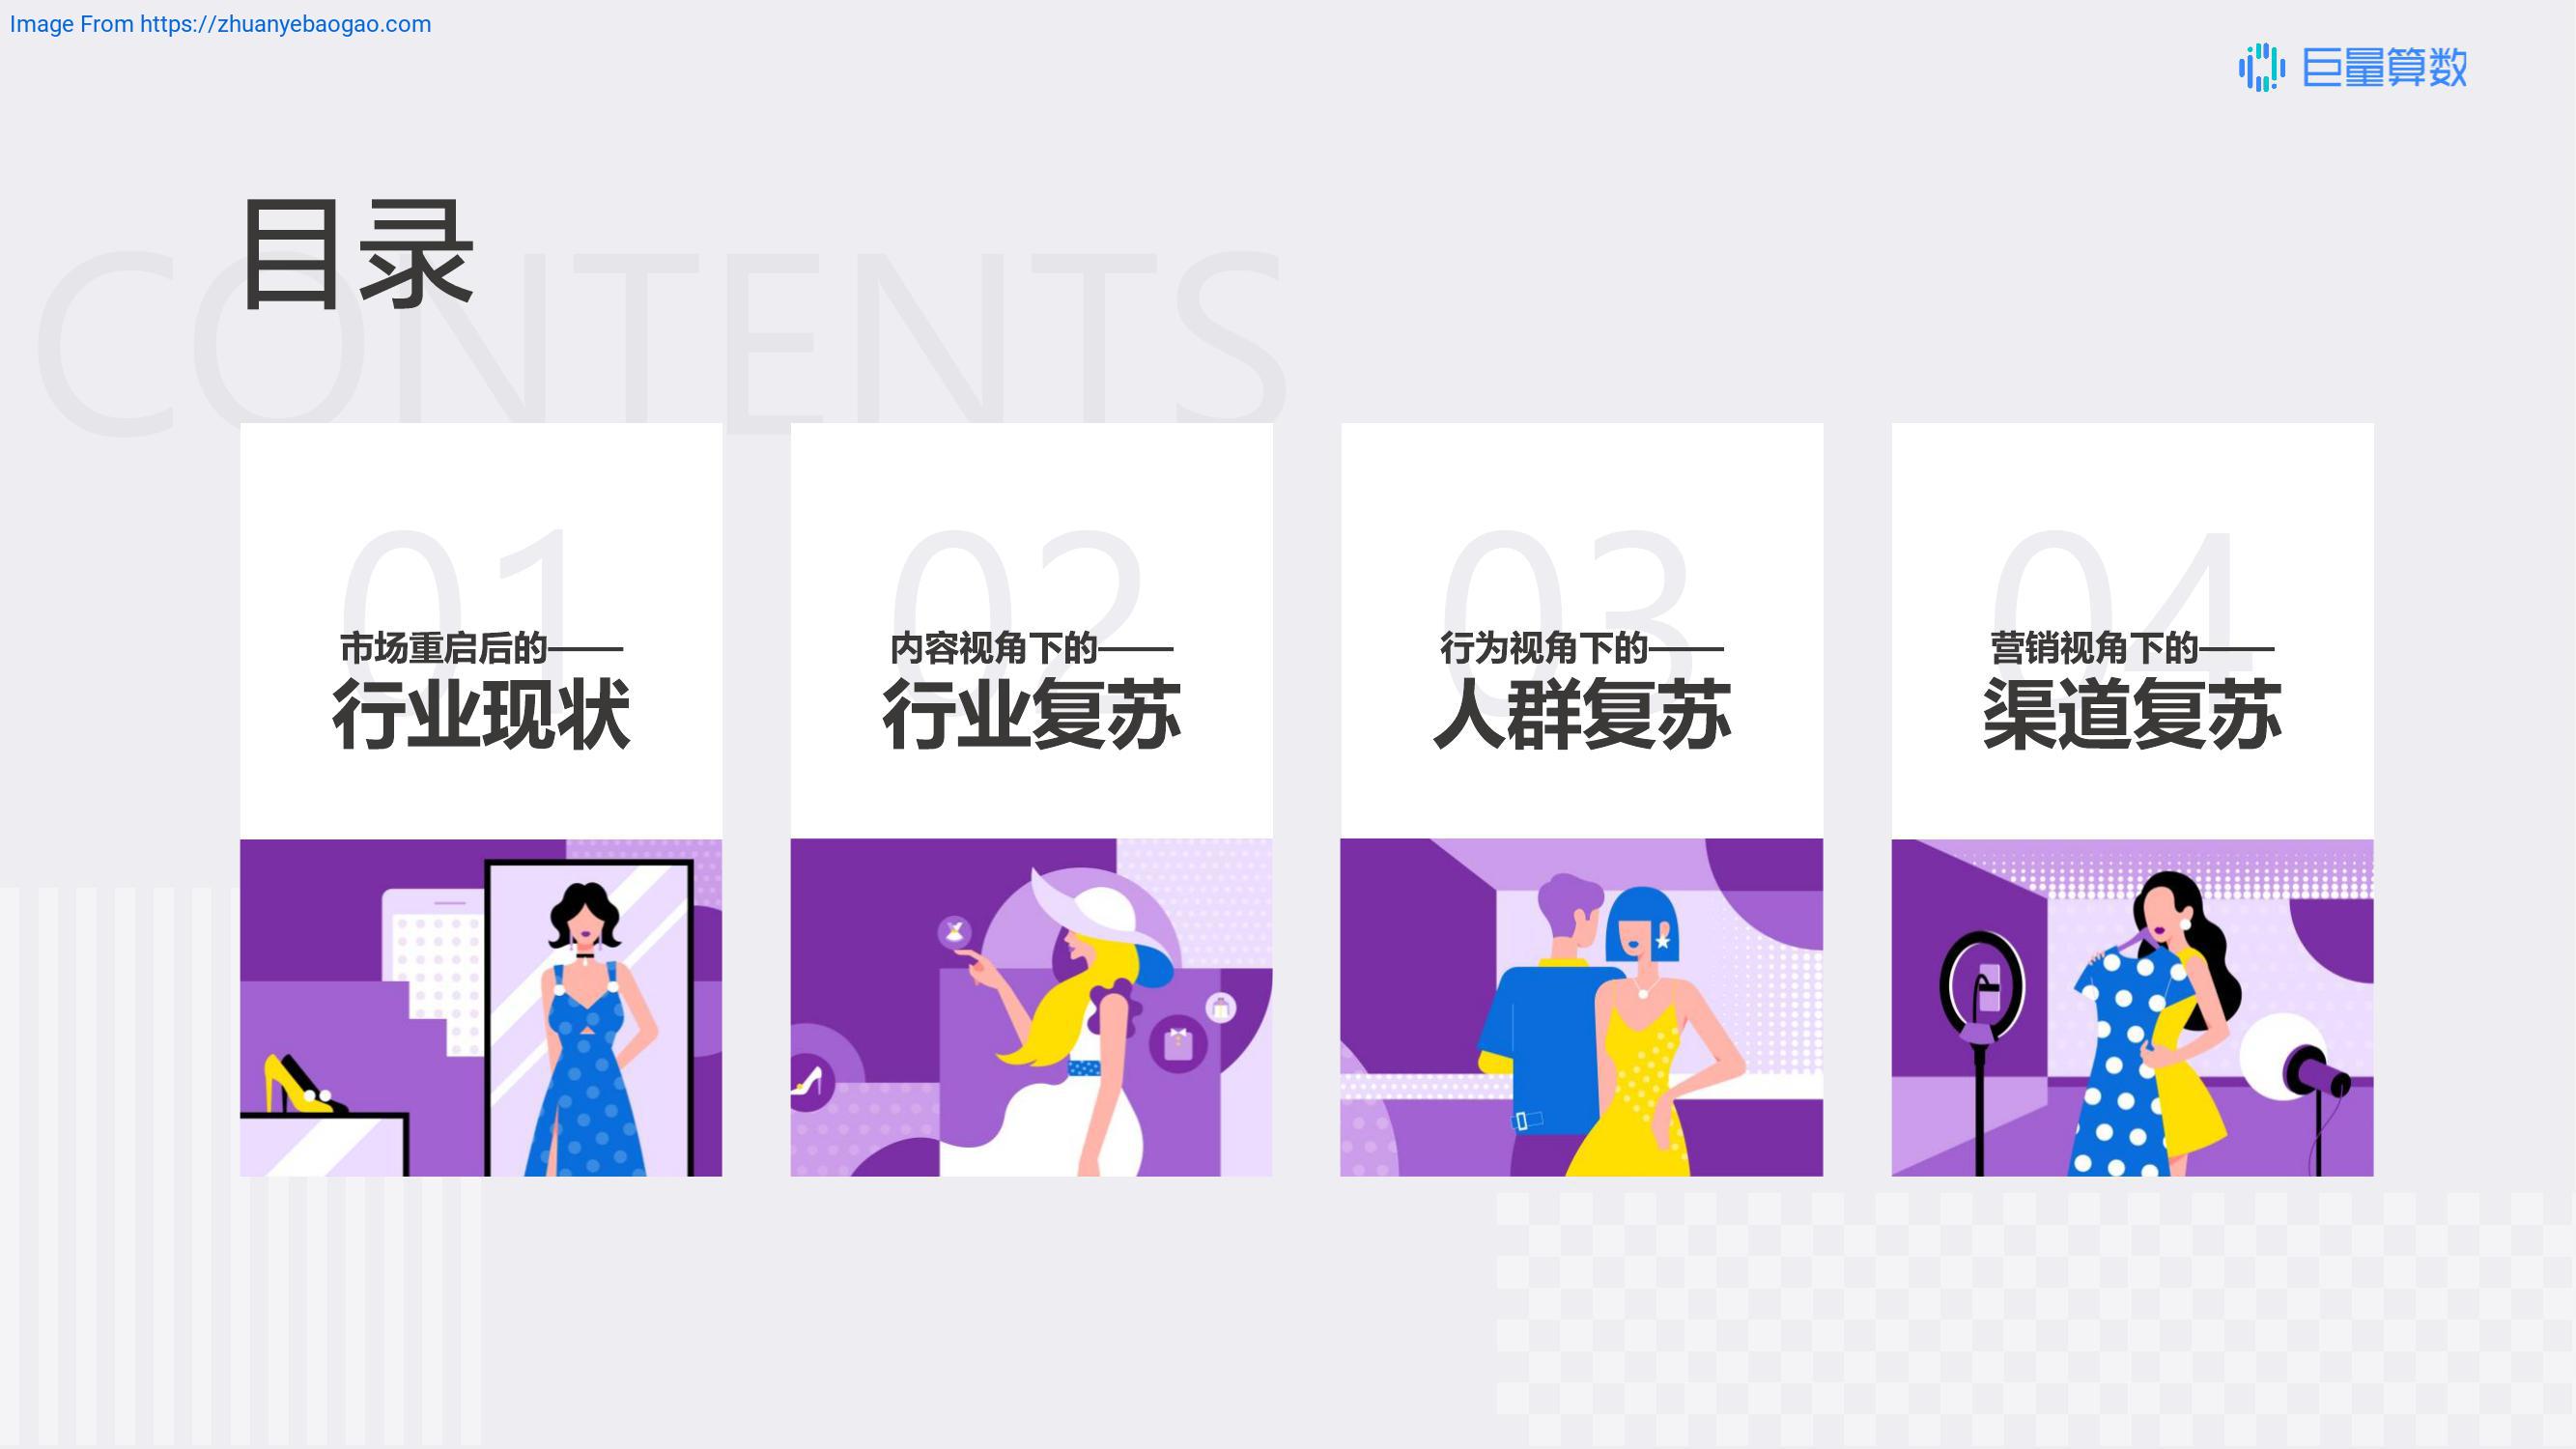 Image From https://zhuanyebaogao.com
巨量算数
目录
CONTENTS
01
市场重启后的——
行业现状
02
内容视角下的——
行业复苏
03
行为视角下的——
人群复苏
04
营销视角下的——
渠道复苏